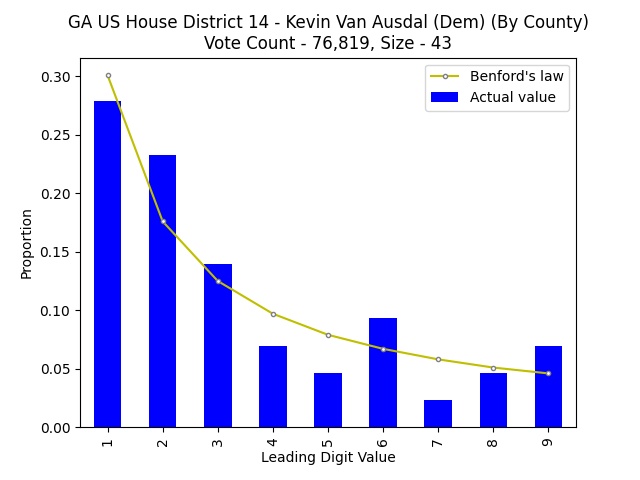 GA US House District 14 - Kevin Van Ausdal (Dem) (By County)
Vote Count - 76,819, Size - 43
Benford's law
Actual value
0.30
0.25
0.20
0.15
0.10
0.05
0.00
Proportion
1 2 3 4 5 6 7 8 9
Leading Digit Value